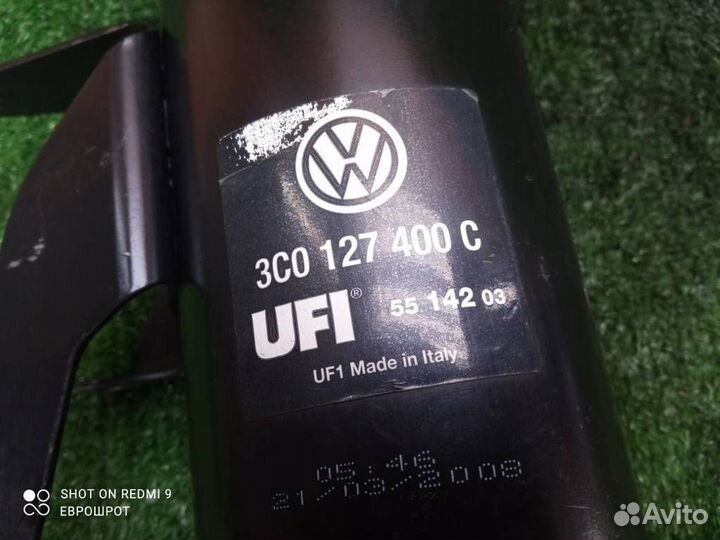 3C0 127 400 C
UFI® 55 142 03
UF1 Made in Italy
05:46
21/03/2008
SHOT ON REDMI 9
ЕВРОШРОТ
Avito